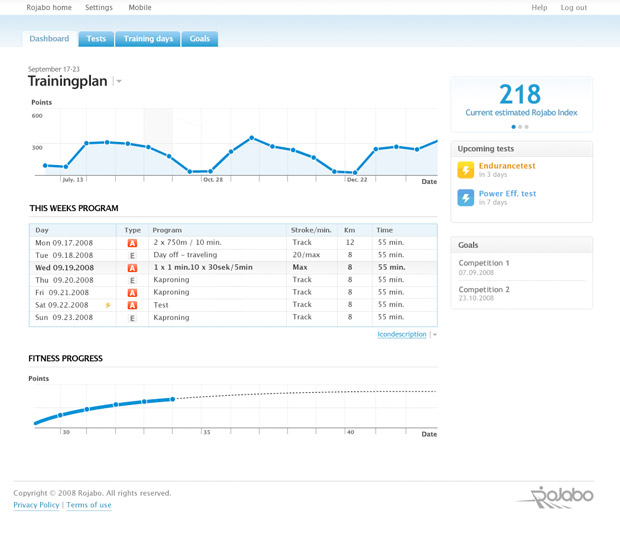 Rojabo home Settings Mobile Help Log out
Dashboard Tests Training days Goals
September 17-23
Trainingplan
Points
600
300
july. 13 Oct. 28 Dec. 22 Date
218
Current estimated Rojabo Index
Upcoming tests
Endurancetest
in 3 days
Power Eff. test
in 7 days
Goals
Competition 1
07.09.2008
Competition 2
23.10.2008
THIS WEEKS PROGRAM
Day Type Program Stroke/min. Km Time
Mon 09.17.2008 A 2 x 750m / 10 min. Track 12 55 min.
Tue 09.18.2008 E Day off - traveling 20/max 8 55 min.
Wed 09.19.2008 A 1 x 1 min.10 x 30sek/5min Max 8 55 min.
Thu 09.20.2008 E Kaproning Track 8 55 min.
Fri 09.21.2008 A Kaproning Track 8 55 min.
Sat 09.22.2008 A Test Track 8 55 min.
Sun 09.23.2008 E Kaproning Track 8 55 min.
Icondescription
FITNESS PROGRESS
Points
30 35 40 Date
Copyright © 2008 Rojabo. All rights reserved.
Privacy Policy | Terms of use
Rojabo